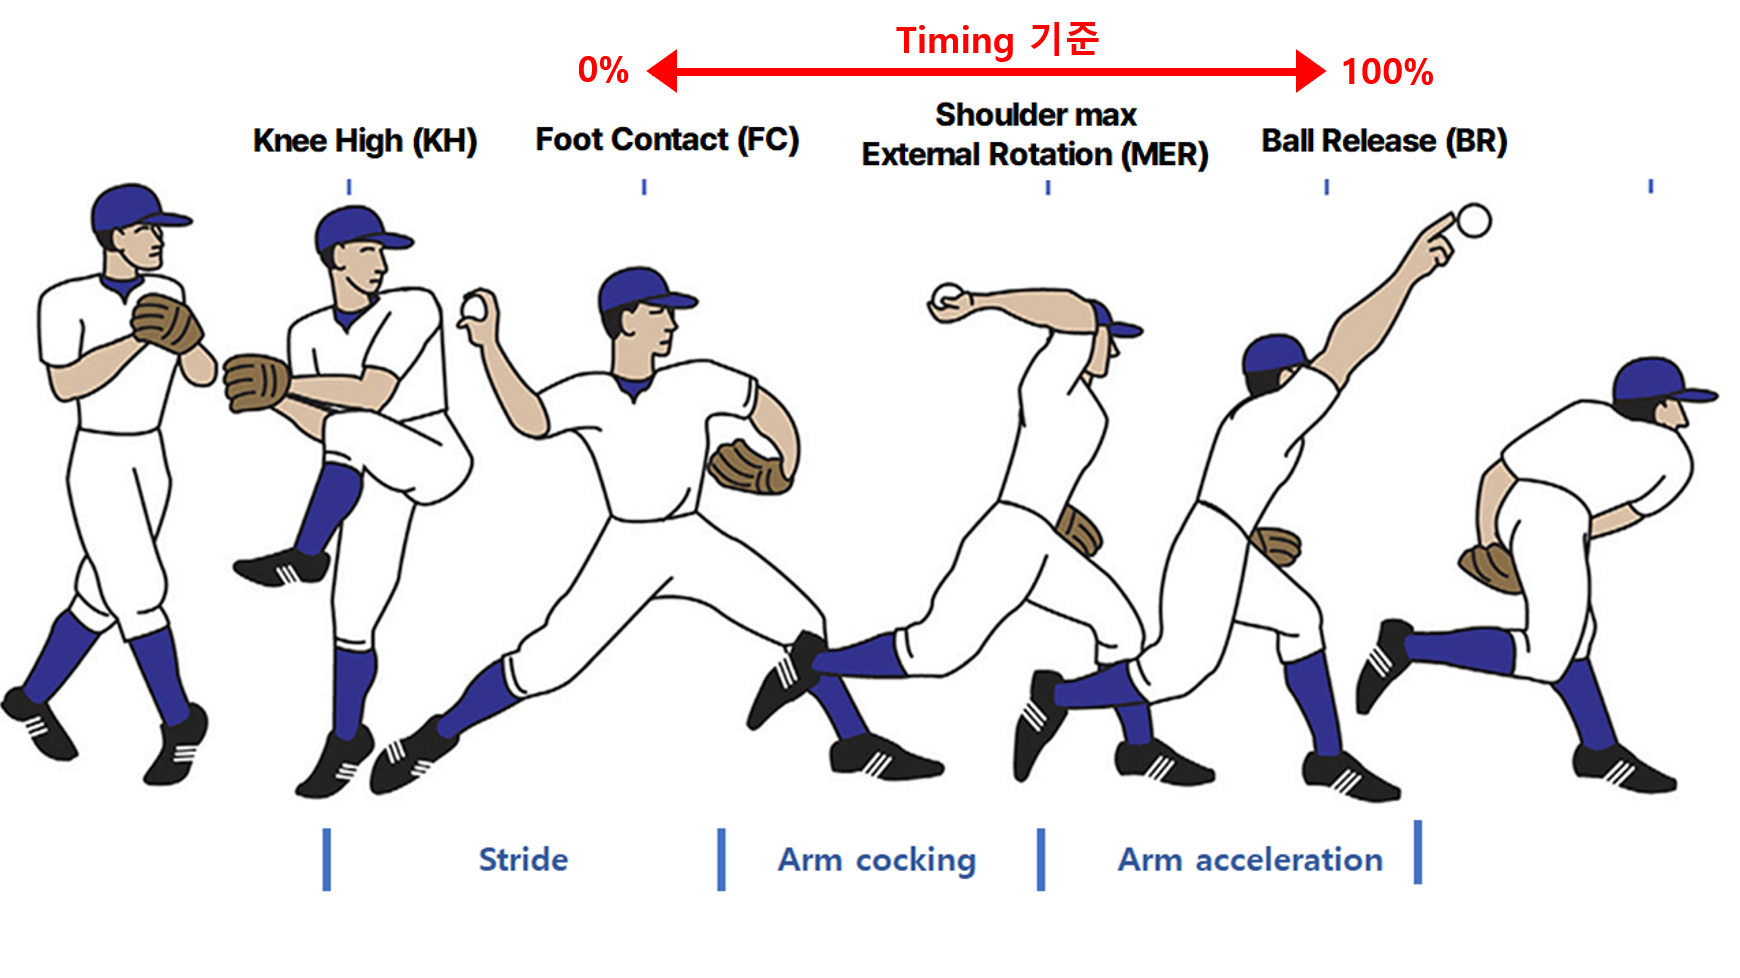 Timing 기준
0%
100%
Knee High (KH)
Foot Contact (FC)
Shoulder max
External Rotation (MER)
Ball Release (BR)
Stride
Arm cocking
Arm acceleration